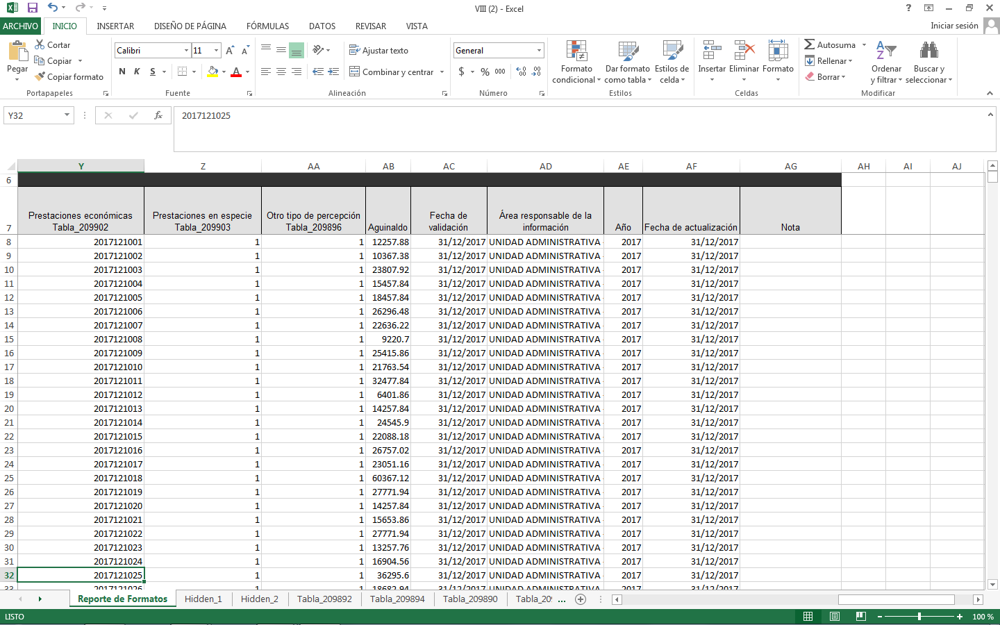 VIII (2) - Excel
?
ARCHIVO INICIO INSERTAR DISEÑO DE PÁGINA FÓRMULAS DATOS REVISAR VISTA Iniciar sesión
Pegar
Cortar
Copiar
Copiar formato
Portapapeles
Calibri 11
N K S
Fuente
Ajustar texto
Combinar y centrar
Alineación
General
$ % 000
Número
Formato condicional
Dar formato como tabla
Estilos de celda
Estilos
Insertar Eliminar Formato
Celdas
Autosuma
Rellenar
Borrar
Ordenar y filtrar
Buscar y seleccionar
Modificar
Y32 fx 2017121025
Y Z AA AB AC AD AE AF AG AH AI AJ
6
7 Prestaciones económicas Tabla_209902 Prestaciones en especie Tabla_209903 Otro tipo de percepción Tabla_209896 Aguinaldo Fecha de validación Área responsable de la información Año Fecha de actualización Nota
8 2017121001 1 1 12257.88 31/12/2017 UNIDAD ADMINISTRATIVA 2017 31/12/2017
9 2017121002 1 1 10367.38 31/12/2017 UNIDAD ADMINISTRATIVA 2017 31/12/2017
10 2017121003 1 1 23807.92 31/12/2017 UNIDAD ADMINISTRATIVA 2017 31/12/2017
11 2017121004 1 1 15457.84 31/12/2017 UNIDAD ADMINISTRATIVA 2017 31/12/2017
12 2017121005 1 1 18457.84 31/12/2017 UNIDAD ADMINISTRATIVA 2017 31/12/2017
13 2017121006 1 1 26296.48 31/12/2017 UNIDAD ADMINISTRATIVA 2017 31/12/2017
14 2017121007 1 1 22636.22 31/12/2017 UNIDAD ADMINISTRATIVA 2017 31/12/2017
15 2017121008 1 1 9220.7 31/12/2017 UNIDAD ADMINISTRATIVA 2017 31/12/2017
16 2017121009 1 1 25415.86 31/12/2017 UNIDAD ADMINISTRATIVA 2017 31/12/2017
17 2017121010 1 1 21763.54 31/12/2017 UNIDAD ADMINISTRATIVA 2017 31/12/2017
18 2017121011 1 1 32477.84 31/12/2017 UNIDAD ADMINISTRATIVA 2017 31/12/2017
19 2017121012 1 1 6401.86 31/12/2017 UNIDAD ADMINISTRATIVA 2017 31/12/2017
20 2017121013 1 1 14257.84 31/12/2017 UNIDAD ADMINISTRATIVA 2017 31/12/2017
21 2017121014 1 1 24545.9 31/12/2017 UNIDAD ADMINISTRATIVA 2017 31/12/2017
22 2017121015 1 1 22088.18 31/12/2017 UNIDAD ADMINISTRATIVA 2017 31/12/2017
23 2017121016 1 1 26757.02 31/12/2017 UNIDAD ADMINISTRATIVA 2017 31/12/2017
24 2017121017 1 1 23051.16 31/12/2017 UNIDAD ADMINISTRATIVA 2017 31/12/2017
25 2017121018 1 1 60367.12 31/12/2017 UNIDAD ADMINISTRATIVA 2017 31/12/2017
26 2017121019 1 1 27771.94 31/12/2017 UNIDAD ADMINISTRATIVA 2017 31/12/2017
27 2017121020 1 1 14257.84 31/12/2017 UNIDAD ADMINISTRATIVA 2017 31/12/2017
28 2017121021 1 1 15653.86 31/12/2017 UNIDAD ADMINISTRATIVA 2017 31/12/2017
29 2017121022 1 1 27771.94 31/12/2017 UNIDAD ADMINISTRATIVA 2017 31/12/2017
30 2017121023 1 1 13257.76 31/12/2017 UNIDAD ADMINISTRATIVA 2017 31/12/2017
31 2017121024 1 1 16904.56 31/12/2017 UNIDAD ADMINISTRATIVA 2017 31/12/2017
32 2017121025 1 1 36295.6 31/12/2017 UNIDAD ADMINISTRATIVA 2017 31/12/2017
33 2017121026 1 1 18682.94 31/12/2017 UNIDAD ADMINISTRATIVA 2017 31/12/2017
Reporte de Formatos Hidden_1 Hidden_2 Tabla_209892 Tabla_209894 Tabla_209890 Tabla_209 ...
LISTO 100 %